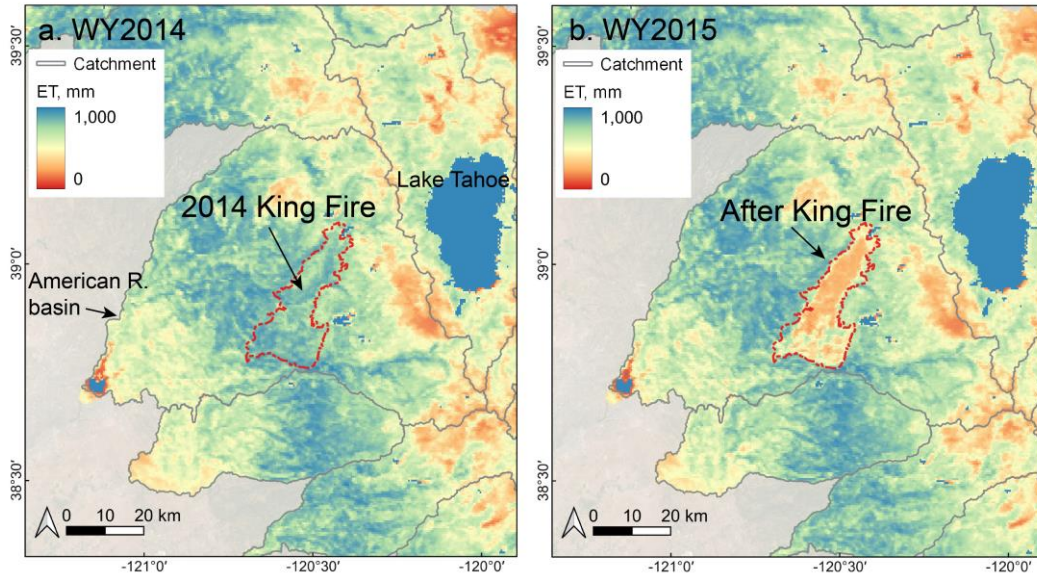 a. WY2014
Catchment
ET, mm
1,000
0
Lake Tahoe
2014 King Fire
American R.
basin
0 10 20 km
39°30'
39°0'
38°30'
-121°0'
-120°30'
-120°0'
b. WY2015
Catchment
ET, mm
1,000
0
After King Fire
0 10 20 km
39°30'
39°0'
38°30'
-121°0'
-120°30'
-120°0'